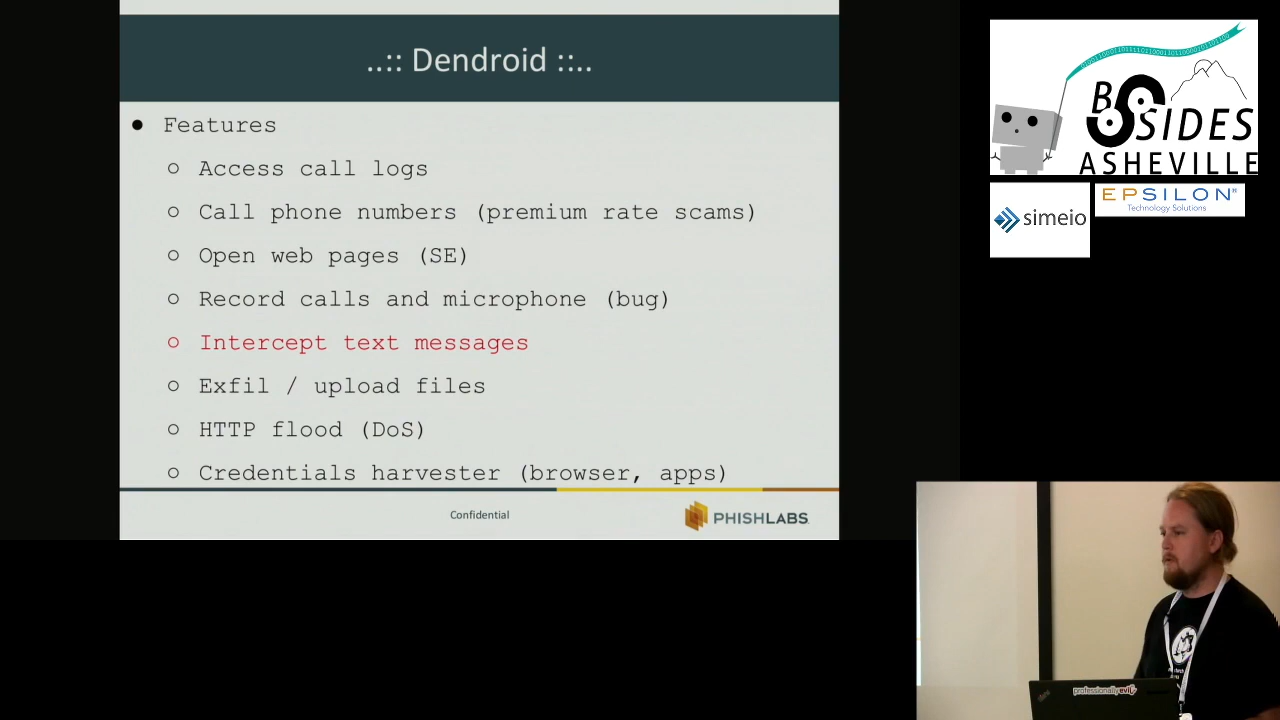 ..:: Dendroid ::..
● Features
○ Access call logs
○ Call phone numbers (premium rate scams)
○ Open web pages (SE)
○ Record calls and microphone (bug)
○ Intercept text messages
○ Exfil / upload files
○ HTTP flood (DoS)
○ Credentials harvester (browser, apps)
Confidential
PHISHLABS
BSIDES
ASHEVILLE
simeio
EPSILON®
Technology Solutions
professionallyevil